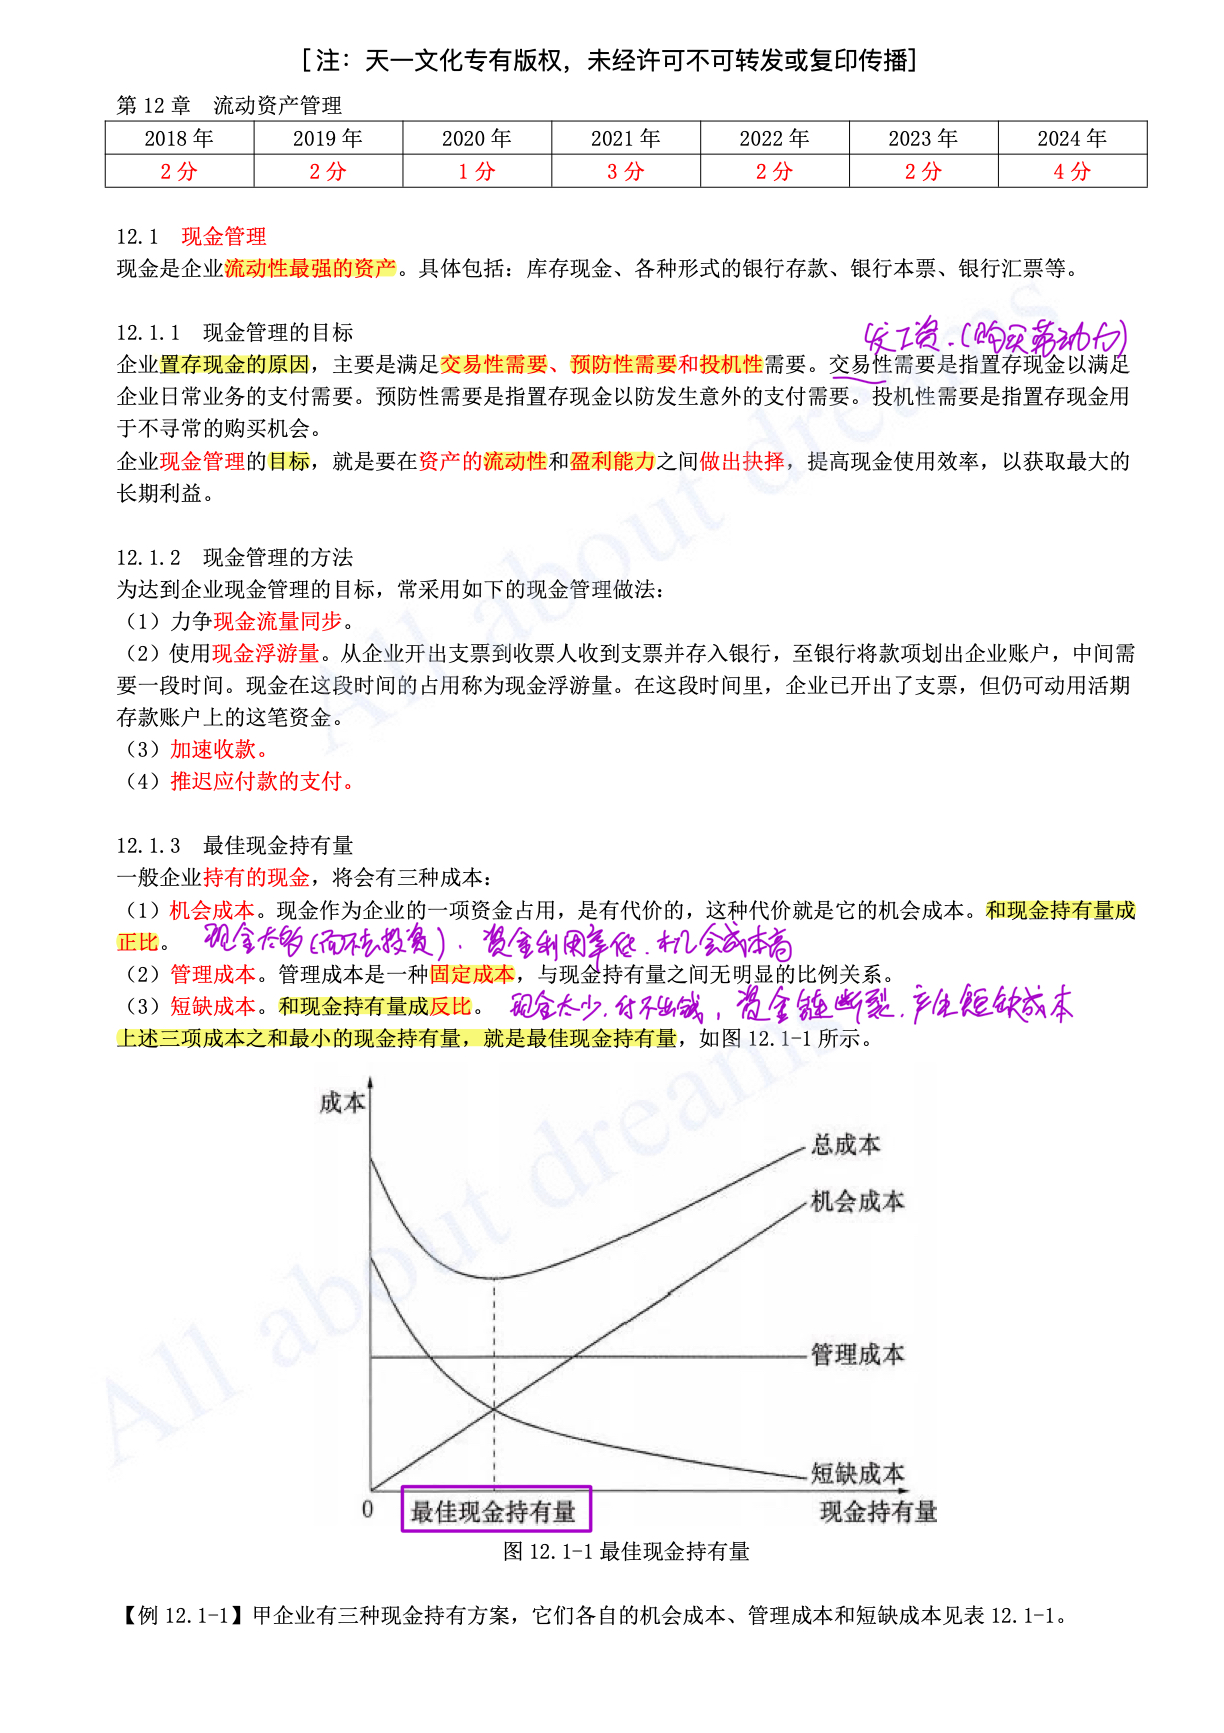 [注：天一文化专有版权，未经许可不可转发或复印传播]
第 12 章　流动资产管理
2018 年 2019 年 2020 年 2021 年 2022 年 2023 年 2024 年
2 分 2 分 1 分 3 分 2 分 2 分 4 分
12.1　现金管理
现金是企业流动性最强的资产。具体包括：库存现金、各种形式的银行存款、银行本票、银行汇票等。
12.1.1　现金管理的目标
发工资.(购买劳动力)
企业置存现金的原因，主要是满足交易性需要、预防性需要和投机性需要。交易性需要是指置存现金以满足
企业日常业务的支付需要。预防性需要是指置存现金以防发生意外的支付需要。投机性需要是指置存现金用
于不寻常的购买机会。
企业现金管理的目标，就是要在资产的流动性和盈利能力之间做出抉择，提高现金使用效率，以获取最大的
长期利益。
12.1.2　现金管理的方法
为达到企业现金管理的目标，常采用如下的现金管理做法：
（1）力争现金流量同步。
（2）使用现金浮游量。从企业开出支票到收票人收到支票并存入银行，至银行将款项划出企业账户，中间需
要一段时间。现金在这段时间的占用称为现金浮游量。在这段时间里，企业已开出了支票，但仍可动用活期
存款账户上的这笔资金。
（3）加速收款。
（4）推迟应付款的支付。
12.1.3　最佳现金持有量
一般企业持有的现金，将会有三种成本：
（1）机会成本。现金作为企业的一项资金占用，是有代价的，这种代价就是它的机会成本。和现金持有量成
正比。 现金太多(而不去投资)、资金利用率低.机会成本高
（2）管理成本。管理成本是一种固定成本，与现金持有量之间无明显的比例关系。
（3）短缺成本。和现金持有量成反比。 现金太少.付不出钱，资金链断裂.产生短缺成本
上述三项成本之和最小的现金持有量，就是最佳现金持有量，如图 12.1-1 所示。
成本
总成本
机会成本
管理成本
短缺成本
0 最佳现金持有量 现金持有量
图 12.1-1 最佳现金持有量
【例 12.1-1】甲企业有三种现金持有方案，它们各自的机会成本、管理成本和短缺成本见表 12.1-1。
All about dreams
All about dreams